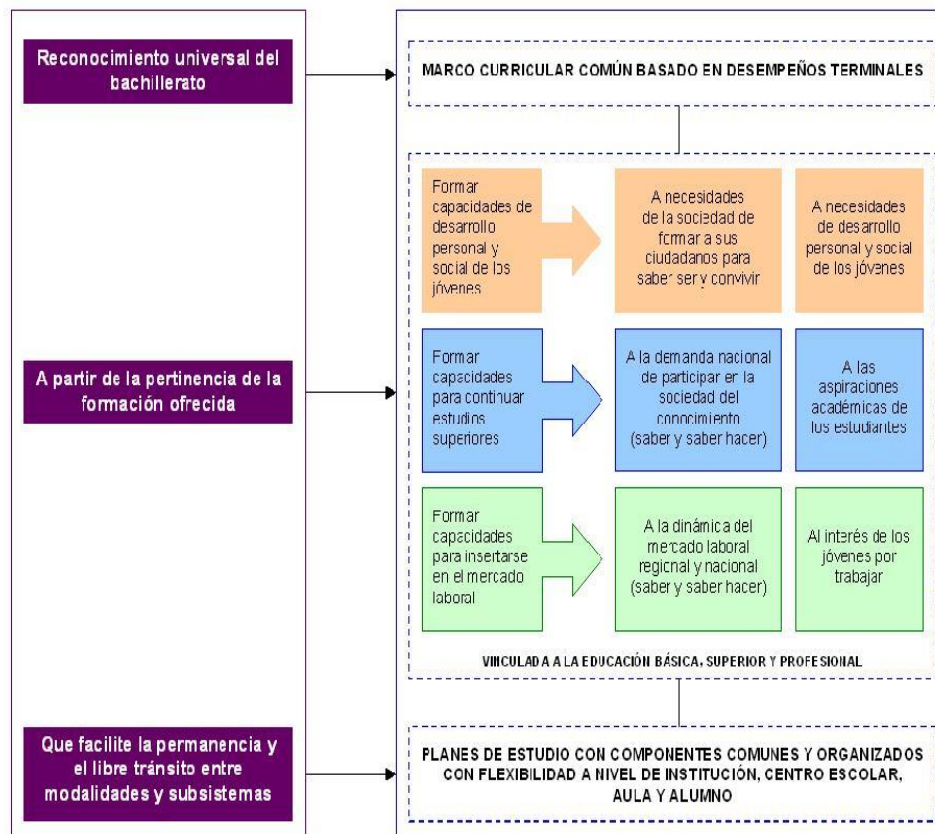 Reconocimiento universal del
bachillerato
MARCO CURRICULAR COMÚN BASADO EN DESEMPEÑOS TERMINALES
A partir de la pertinencia de la
formación ofrecida
Formar
capacidades de
desarrollo
personal y
social de los
jóvenes
A necesidades
de la sociedad de
formar a sus
ciudadanos para
saber ser y convivir
A necesidades
de desarrollo
personal y social
de los jóvenes
Formar
capacidades
para continuar
estudios
superiores
A la demanda nacional
de participar en la
sociedad del
conocimiento
(saber y saber hacer)
A las
aspiraciones
académicas de
los estudiantes
Formar
capacidades
para insertarse
en el mercado
laboral
A la dinámica del
mercado laboral
regional y nacional
(saber y saber hacer)
Al interés de los
jóvenes por
trabajar
VINCULADA A LA EDUCACIÓN BÁSICA, SUPERIOR Y PROFESIONAL
Que facilite la permanencia y
el libre tránsito entre
modalidades y subsistemas
PLANES DE ESTUDIO CON COMPONENTES COMUNES Y ORGANIZADOS
CON FLEXIBILIDAD A NIVEL DE INSTITUCIÓN, CENTRO ESCOLAR,
AULA Y ALUMNO